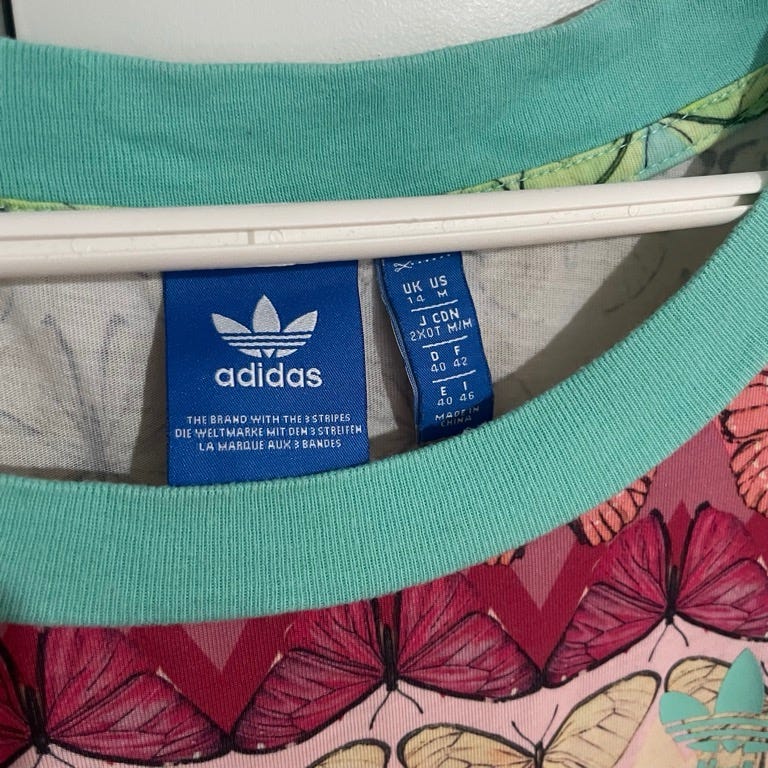 adidas
THE BRAND WITH THE 3 STRIPES
DIE WELTMARKE MIT DEN 3 STREIFEN
LA MARQUE AUX 3 BANDES
UK US
14 M
J CDN
2XOT M/M
D F
40 42
E I
40 46
MADE IN
CHINA